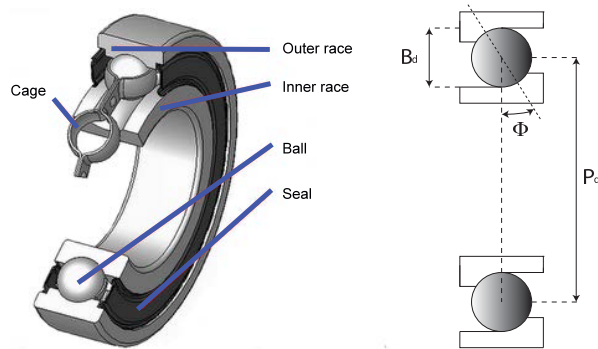 Outer race
Inner race
Cage
Ball
Seal
Bd
Φ
Pd